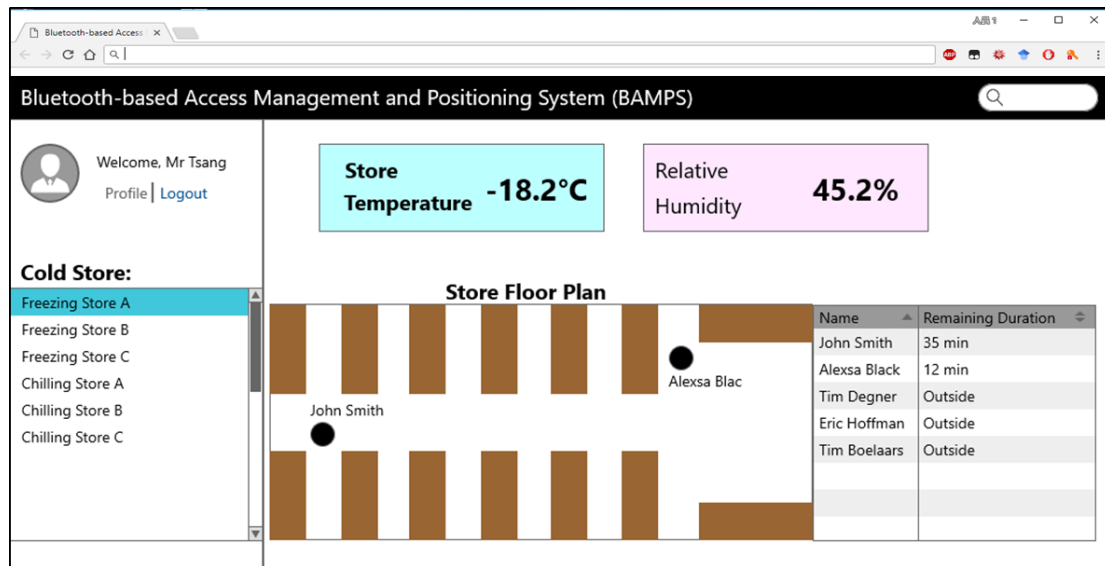 Bluetooth-based Access
Bluetooth-based Access Management and Positioning System (BAMPS)
Welcome, Mr Tsang
Profile | Logout
Store Temperature -18.2°C
Relative Humidity 45.2%
Cold Store:
Freezing Store A
Freezing Store B
Freezing Store C
Chilling Store A
Chilling Store B
Chilling Store C
Store Floor Plan
John Smith
Alexsa Blac
Name Remaining Duration
John Smith 35 min
Alexsa Black 12 min
Tim Degner Outside
Eric Hoffman Outside
Tim Boelaars Outside
ABP